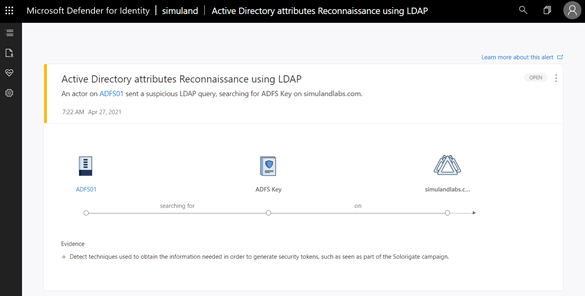 Microsoft Defender for Identity | simuland | Active Directory attributes Reconnaissance using LDAP
Learn more about this alert
Active Directory attributes Reconnaissance using LDAP
OPEN
An actor on ADFS01 sent a suspicious LDAP query, searching for ADFS Key on simulandlabs.com.
7:22 AM Apr 27, 2021
ADFS01
ADFS Key
simulandlabs.c...
searching for
on
Evidence
Detect techniques used to obtain the information needed in order to generate security tokens, such as seen as part of the Solorigate campaign.